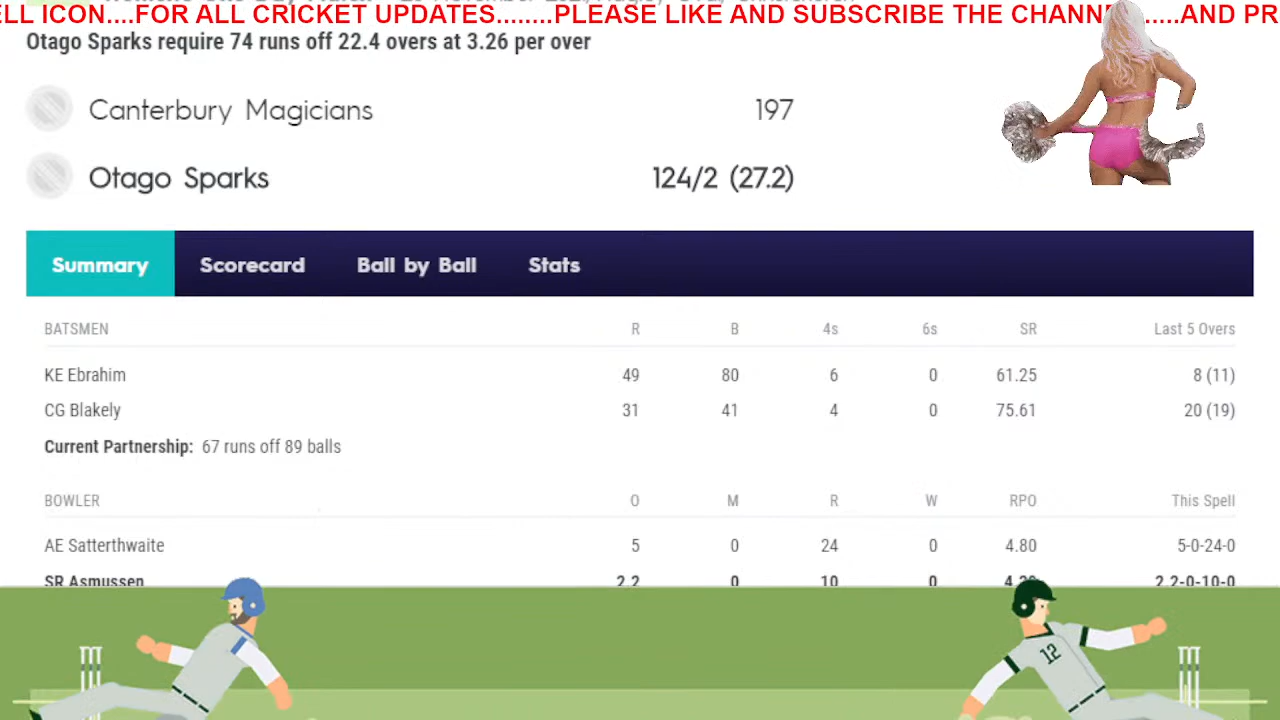 ELL ICON....FOR ALL CRICKET UPDATES........PLEASE LIKE AND SUBSCRIBE THE CHANN .....AND PR
Otago Sparks require 74 runs off 22.4 overs at 3.26 per over
Canterbury Magicians 197
Otago Sparks 124/2 (27.2)
Summary Scorecard Ball by Ball Stats
BATSMEN R B 4s 6s SR Last 5 Overs
KE Ebrahim 49 80 6 0 61.25 8 (11)
CG Blakely 31 41 4 0 75.61 20 (19)
Current Partnership: 67 runs off 89 balls
BOWLER O M R W RPO This Spell
AE Satterthwaite 5 0 24 0 4.80 5-0-24-0
SR Asmussen 2.2 0 10 0 2.2-0-10-0
12